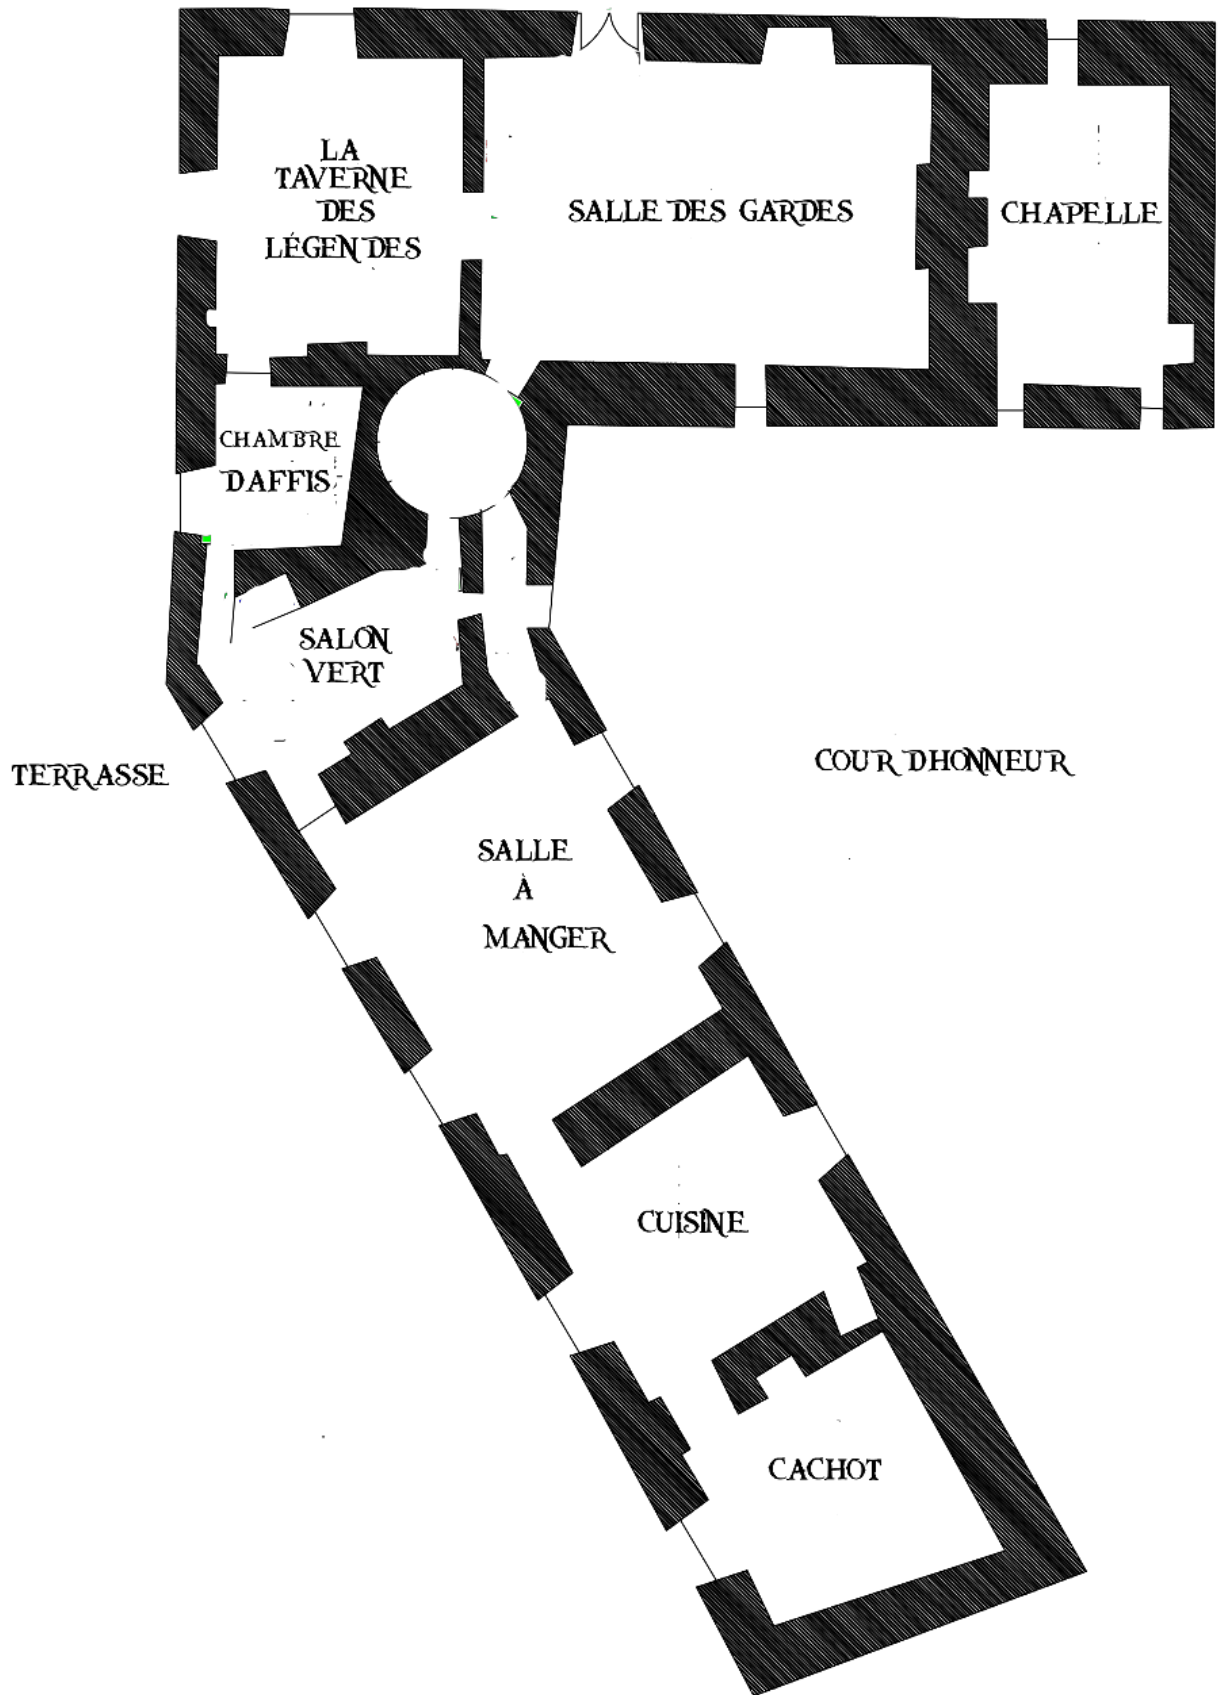 LA
TAVERNE
DES
LÉGENDES
SALLE DES GARDES
CHAPELLE
CHAMBRE
DAFFIS
SALON
VERT
TERRASSE
COUR DHONNEUR
SALLE
À
MANGER
CUISINE
CACHOT